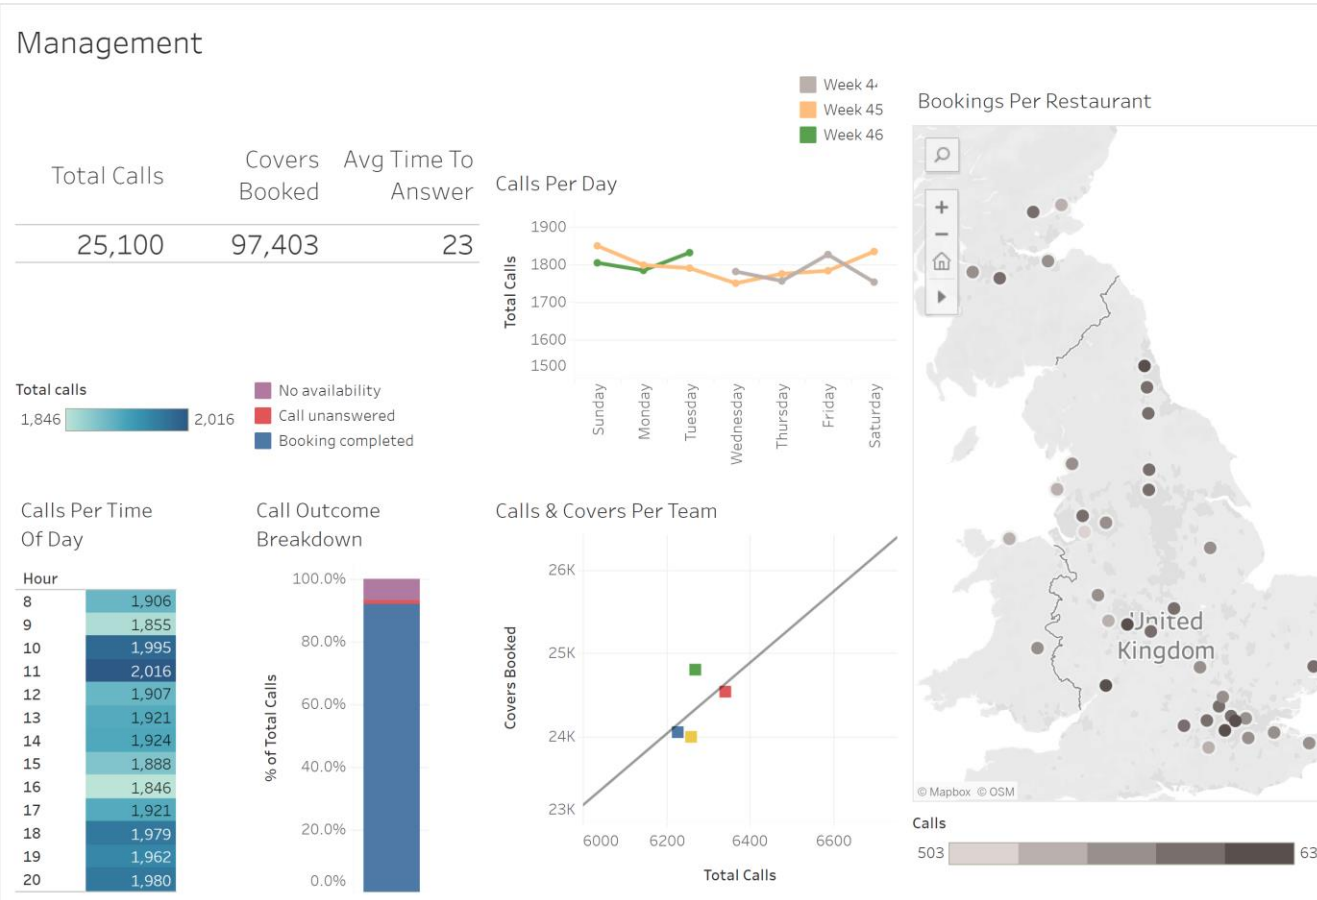 Management
Week 4
Week 45
Week 46
Bookings Per Restaurant
Total Calls
Covers
Booked
Avg Time To
Answer
25,100
97,403
23
Calls Per Day
1900
1800
1700
1600
1500
Total Calls
Sunday
Monday
Tuesday
Wednesday
Thursday
Friday
Saturday
Total calls
1,846
2,016
No availability
Call unanswered
Booking completed
Calls Per Time
Of Day
Hour
8 1,906
9 1,855
10 1,995
11 2,016
12 1,907
13 1,921
14 1,924
15 1,888
16 1,846
17 1,921
18 1,979
19 1,962
20 1,980
Call Outcome
Breakdown
100.0%
80.0%
60.0%
40.0%
20.0%
0.0%
% of Total Calls
Calls & Covers Per Team
26K
25K
24K
23K
Covers Booked
6000
6200
6400
6600
Total Calls
United
Kingdom
© Mapbox © OSM
Calls
503
63